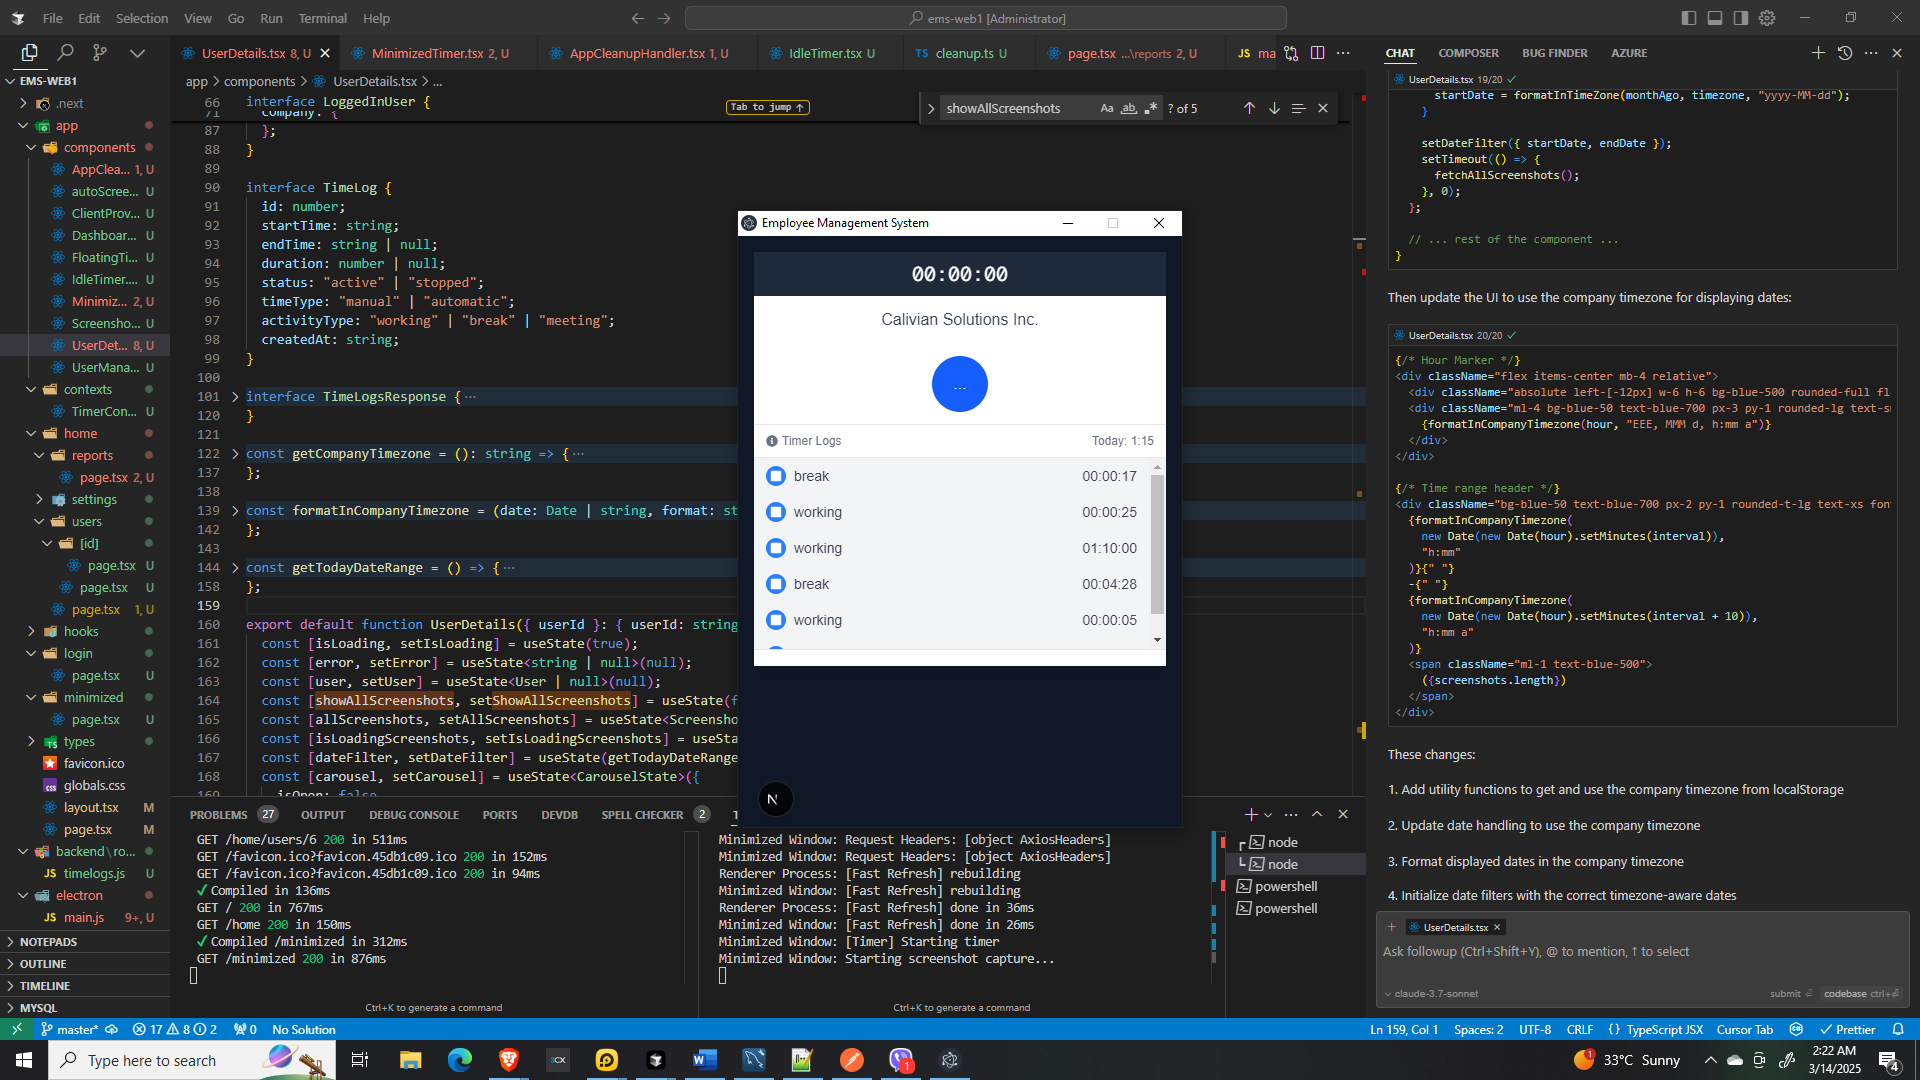 File Edit Selection View Go Run Terminal Help
ems-web1 [Administrator]
EMS-WEB1
.next
app
components
AppClea... 1, U
autoScree... U
ClientProv... U
Dashboar... U
FloatingTi... U
IdleTimer.... U
Minimiz... 2, U
Screensho... U
UserDet... 8, U
UserMana... U
contexts
TimerCon... U
home
reports
page.tsx 2, U
settings
users
[id]
page.tsx U
page.tsx U
page.tsx 1, U
hooks
login
page.tsx U
minimized
page.tsx U
types
favicon.ico
globals.css
layout.tsx M
page.tsx M
backend\ro...
timelogs.js U
electron
JS main.js 9+, U
NOTEPADS
OUTLINE
TIMELINE
MYSQL
UserDetails.tsx 8, U
MinimizedTimer.tsx 2, U
AppCleanupHandler.tsx 1, U
IdleTimer.tsx U
TS cleanup.ts U
page.tsx ...\reports 2, U
JS ma
app > components > UserDetails.tsx > ...
Tab to jump
showAllScreenshots
Aa ab .* ? of 5
66 interface LoggedInUser {
71 company: {
87 };
88 }
89
90 interface TimeLog {
91 id: number;
92 startTime: string;
93 endTime: string | null;
94 duration: number | null;
95 status: "active" | "stopped";
96 timeType: "manual" | "automatic";
97 activityType: "working" | "break" | "meeting";
98 createdAt: string;
99 }
100
101 interface TimeLogsResponse { ...
120 }
121
122 const getCompanyTimezone = (): string => { ...
137 };
138
139 const formatInCompanyTimezone = (date: Date | string, format: st
142 };
143
144 const getTodayDateRange = () => { ...
158 };
159
160 export default function UserDetails({ userId }: { userId: string
161 const [isLoading, setIsLoading] = useState(true);
162 const [error, setError] = useState<string | null>(null);
163 const [user, setUser] = useState<User | null>(null);
164 const [showAllScreenshots, setShowAllScreenshots] = useState(f
165 const [allScreenshots, setAllScreenshots] = useState<Screensho
166 const [isLoadingScreenshots, setIsLoadingScreenshots] = useSta
167 const [dateFilter, setDateFilter] = useState(getTodayDateRange
168 const [carousel, setCarousel] = useState<CarouselState>({
169 isOpen: false
Employee Management System
00:00:00
Calivian Solutions Inc.
...
Timer Logs
Today: 1:15
break 00:00:17
working 00:00:25
working 01:10:00
break 00:04:28
working 00:00:05
N
PROBLEMS 27 OUTPUT DEBUG CONSOLE PORTS DEVDB SPELL CHECKER 2
GET /home/users/6 200 in 511ms
GET /favicon.ico?favicon.45db1c09.ico 200 in 152ms
GET /favicon.ico?favicon.45db1c09.ico 200 in 94ms
✓ Compiled in 136ms
GET / 200 in 767ms
GET /home 200 in 150ms
✓ Compiled /minimized in 312ms
GET /minimized 200 in 876ms
Ctrl+K to generate a command
Minimized Window: Request Headers: [object AxiosHeaders]
Minimized Window: Request Headers: [object AxiosHeaders]
Renderer Process: [Fast Refresh] rebuilding
Minimized Window: [Fast Refresh] rebuilding
Renderer Process: [Fast Refresh] done in 36ms
Minimized Window: [Fast Refresh] done in 26ms
Minimized Window: [Timer] Starting timer
Minimized Window: Starting screenshot capture...
Ctrl+K to generate a command
node
node
powershell
powershell
CHAT COMPOSER BUG FINDER AZURE
UserDetails.tsx 19/20 ✓
startDate = formatInTimeZone(monthAgo, timezone, "yyyy-MM-dd");
}
setDateFilter({ startDate, endDate });
setTimeout(() => {
fetchAllScreenshots();
}, 0);
};
// ... rest of the component ...
}
Then update the UI to use the company timezone for displaying dates:
UserDetails.tsx 20/20 ✓
{/* Hour Marker */}
<div className="flex items-center mb-4 relative">
<div className="absolute left-[-12px] w-6 h-6 bg-blue-500 rounded-full fl
<div className="ml-4 bg-blue-50 text-blue-700 px-3 py-1 rounded-lg text-s
{formatInCompanyTimezone(hour, "EEE, MMM d, h:mm a")}
</div>
</div>
{/* Time range header */}
<div className="bg-blue-50 text-blue-700 px-2 py-1 rounded-t-lg text-xs fon
{formatInCompanyTimezone(
new Date(new Date(hour).setMinutes(interval)),
"h:mm"
)}{" "}
-{" "}
{formatInCompanyTimezone(
new Date(new Date(hour).setMinutes(interval + 10)),
"h:mm a"
)}
<span className="ml-1 text-blue-500">
({screenshots.length})
</span>
</div>
These changes:
1. Add utility functions to get and use the company timezone from localStorage
2. Update date handling to use the company timezone
3. Format displayed dates in the company timezone
4. Initialize date filters with the correct timezone-aware dates
UserDetails.tsx
Ask followup (Ctrl+Shift+Y), @ to mention, ↑ to select
claude-3.7-sonnet
submit
codebase ctrl+
master*
17 8 2
0
No Solution
Ln 159, Col 1 Spaces: 2 UTF-8 CRLF {} TypeScript JSX Cursor Tab Prettier
Type here to search
33°C Sunny
2:22 AM
3/14/2025
4